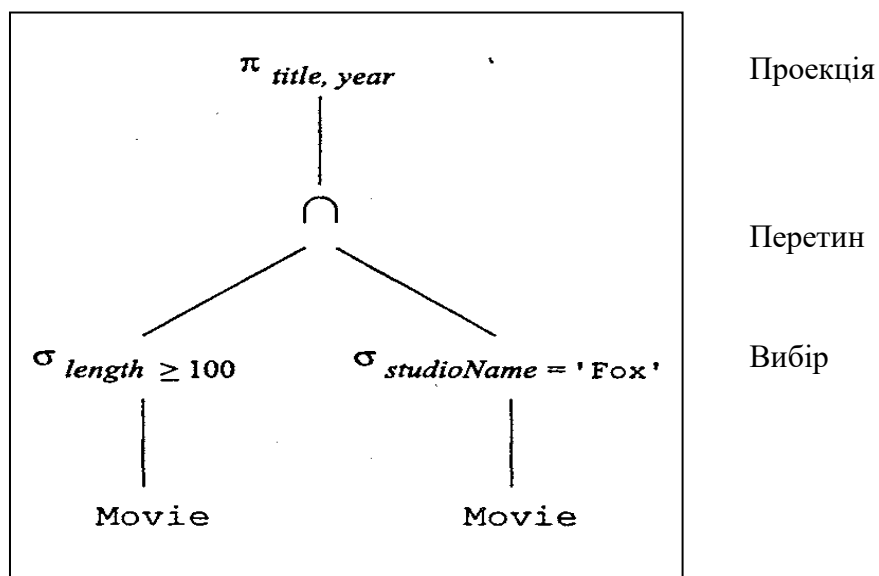 π title, year
Проекція
∩
Перетин
σ length ≥ 100
σ studioName = 'Fox'
Вибір
Movie
Movie